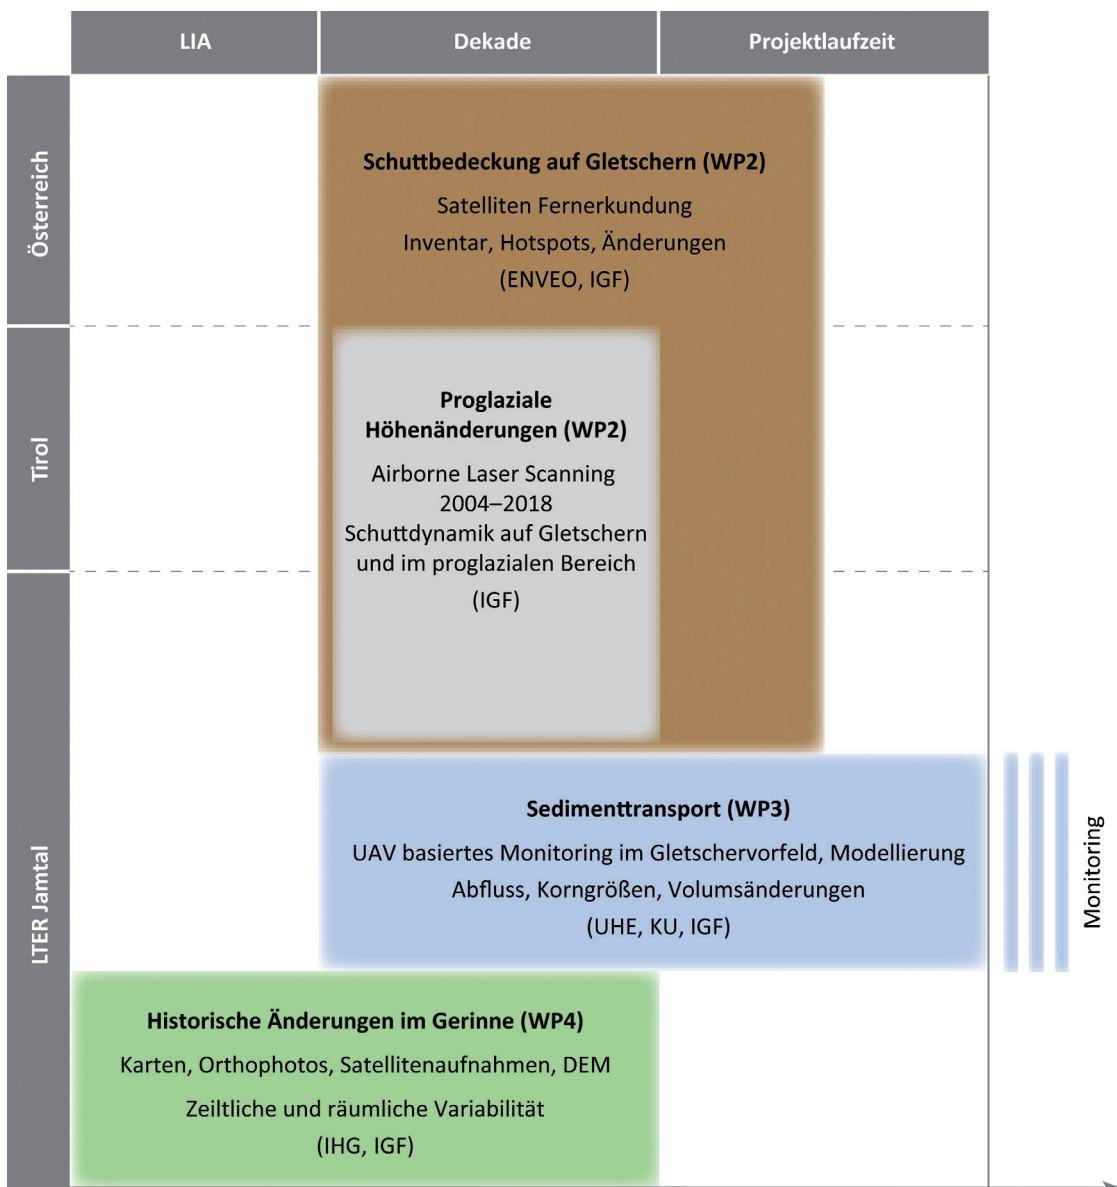 LIA
Dekade
Projektlaufzeit
Österreich
Schuttbedeckung auf Gletschern (WP2)
Satelliten Fernerkundung
Inventar, Hotspots, Änderungen
(ENVEO, IGF)
Tirol
Proglaziale
Höhenänderungen (WP2)
Airborne Laser Scanning
2004–2018
Schuttdynamik auf Gletschern
und im proglazialen Bereich
(IGF)
LTER Jamtal
Sedimenttransport (WP3)
UAV basiertes Monitoring im Gletschervorfeld, Modellierung
Abfluss, Korngrößen, Volumsänderungen
(UHE, KU, IGF)
Monitoring
Historische Änderungen im Gerinne (WP4)
Karten, Orthophotos, Satellitenaufnahmen, DEM
Zeiltliche und räumliche Variabilität
(IHG, IGF)